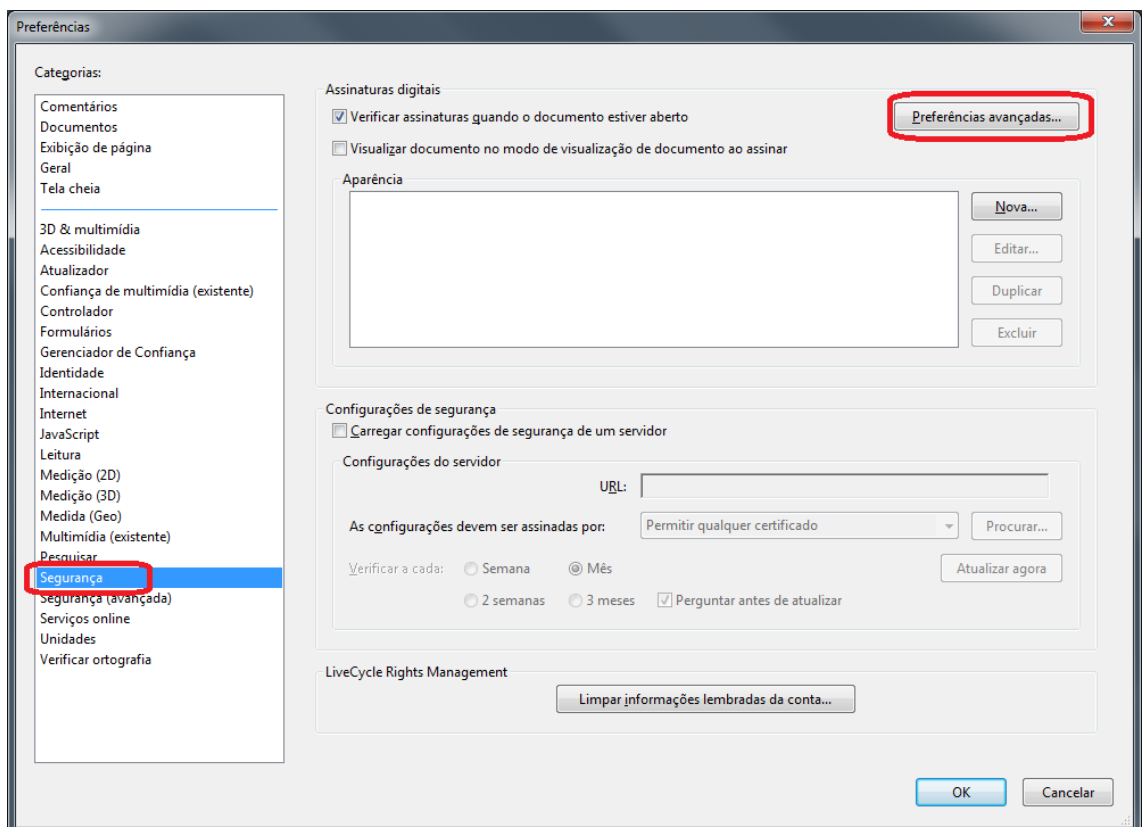 Preferências
x
Categorias:
Comentários
Documentos
Exibição de página
Geral
Tela cheia
3D & multimídia
Acessibilidade
Atualizador
Confiança de multimídia (existente)
Controlador
Formulários
Gerenciador de Confiança
Identidade
Internacional
Internet
JavaScript
Leitura
Medição (2D)
Medição (3D)
Medida (Geo)
Multimídia (existente)
Pesquisar
Segurança
Segurança (avançada)
Serviços online
Unidades
Verificar ortografia
Assinaturas digitais
Verificar assinaturas quando o documento estiver aberto
Preferências avançadas...
Visualizar documento no modo de visualização de documento ao assinar
Aparência
Nova...
Editar...
Duplicar
Excluir
Configurações de segurança
Carregar configurações de segurança de um servidor
Configurações do servidor
URL:
As configurações devem ser assinadas por: Permitir qualquer certificado Procurar...
Verificar a cada: Semana Mês Atualizar agora
2 semanas 3 meses Perguntar antes de atualizar
LiveCycle Rights Management
Limpar informações lembradas da conta...
OK Cancelar